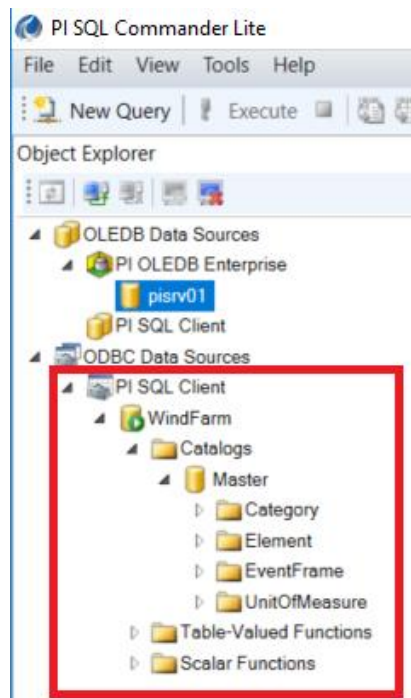 PI SQL Commander Lite
File Edit View Tools Help
New Query Execute
Object Explorer
OLEDB Data Sources
PI OLEDB Enterprise
pisrv01
PI SQL Client
ODBC Data Sources
PI SQL Client
WindFarm
Catalogs
Master
Category
Element
EventFrame
UnitOfMeasure
Table-Valued Functions
Scalar Functions